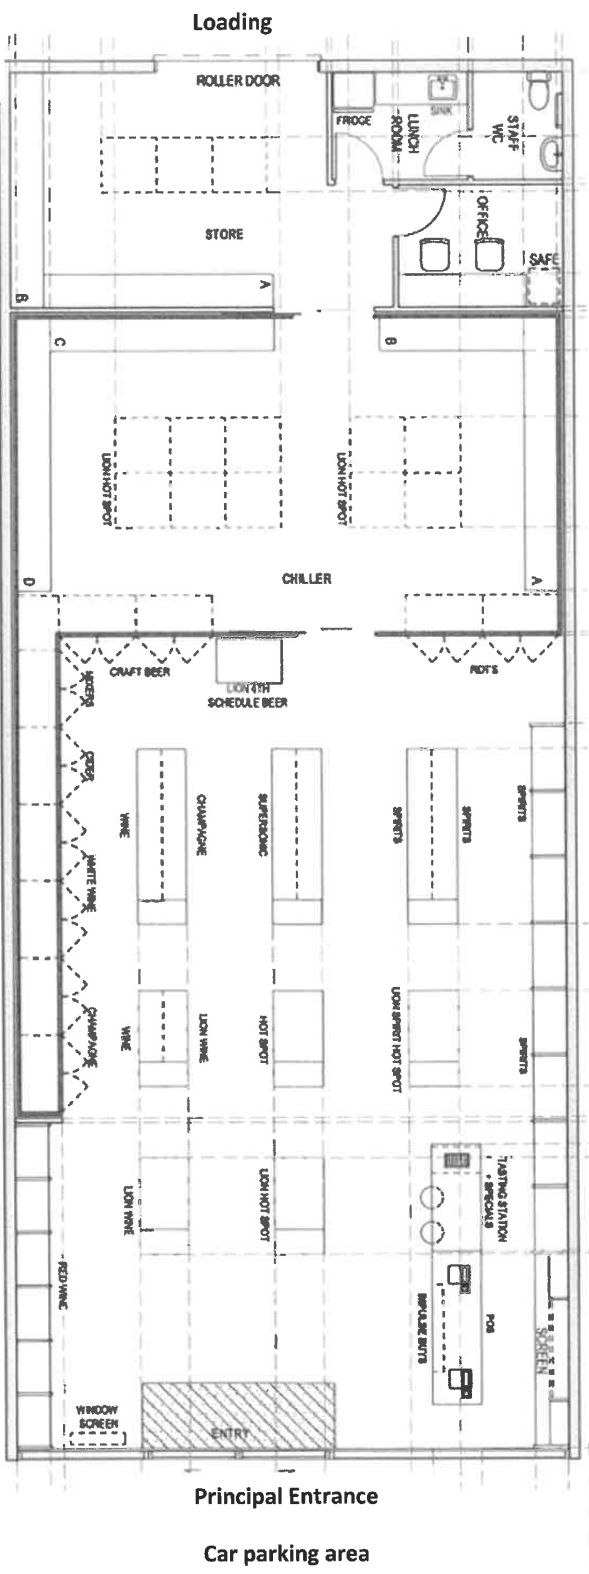 Loading
ROLLER DOOR
FRIDGE
SINK
LUNCH
ROOM
STAFF
WC
STORE
OFFICE
SAFE
A
B
C
B
LION HOT SPOT
LION HOT SPOT
CHILLER
D
A
CRAFT BEER
RDT'S
LION 4TH
SCHEDULE BEER
MIXERS
CIDER
WINE
CHAMPAGNE
SUPERSONIC
SPIRITS
SPIRITS
SPIRITS
WHITE WINE
CHAMPAGNE
WINE
LION WINE
HOT SPOT
LION SPIRIT HOT SPOT
SPIRITS
LION WINE
LION HOT SPOT
TASTING STATION
+ SPECIALS
RED WINE
IMPULSE BUYS
POS
SCREEN
WINDOW
SCREEN
ENTRY
Principal Entrance
Car parking area